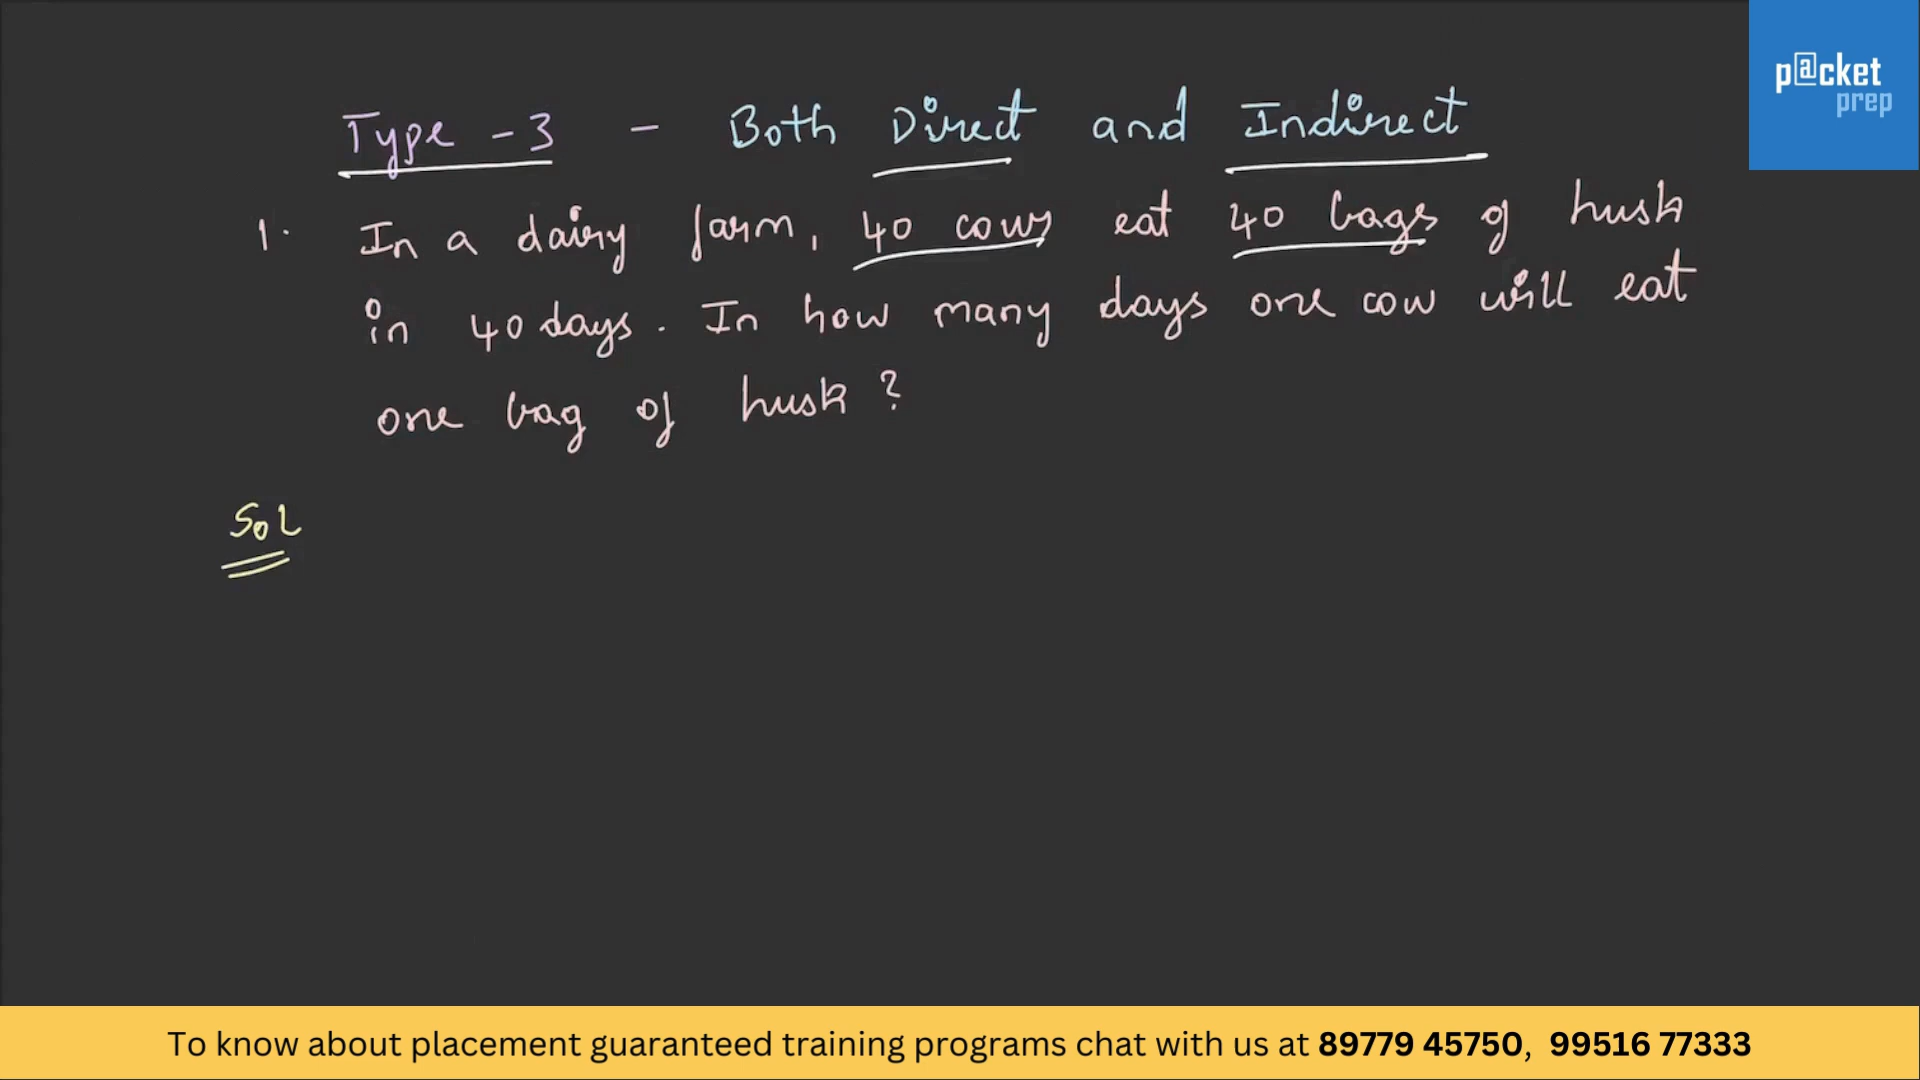 p@cket
prep
Type -3 - Both Direct and Indirect
1. In a dairy farm, 40 cows eat 40 bags of husk
in 40 days. In how many days one cow will eat
one bag of husk?
Sol
To know about placement guaranteed training programs chat with us at 89779 45750, 99516 77333